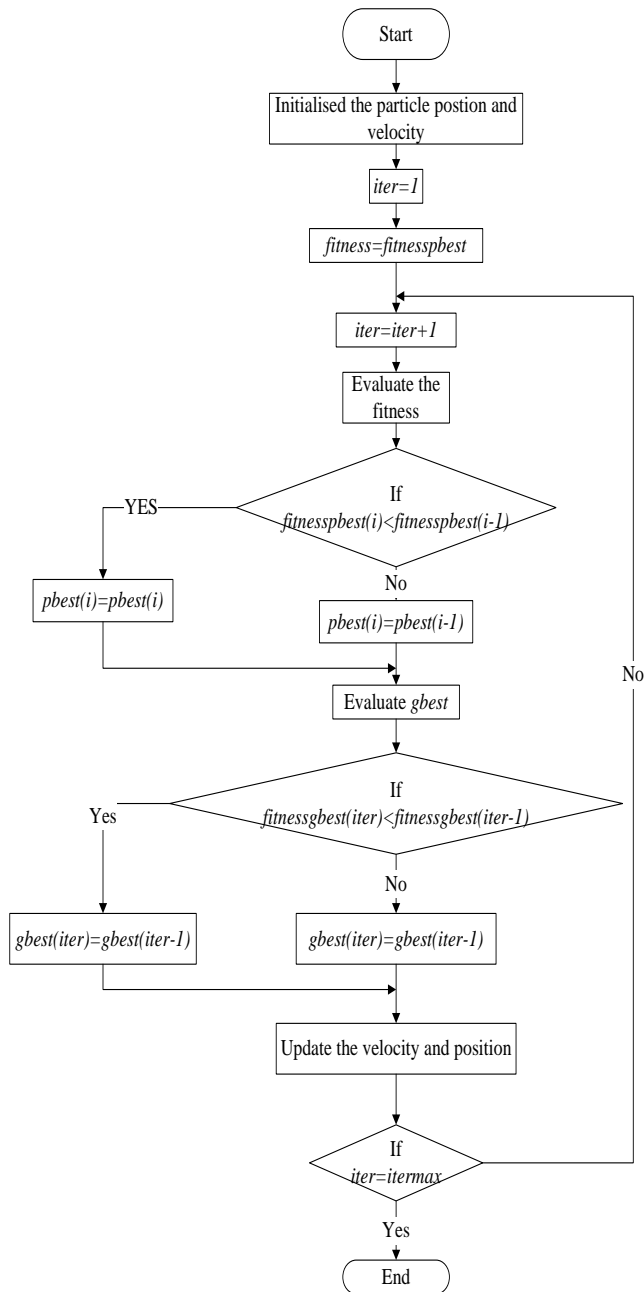 Start
Initialised the particle postion and
velocity
iter=1
fitness=fitnesspbest
iter=iter+1
Evaluate the
fitness
If
fitnesspbest(i)<fitnesspbest(i-1)
YES
No
pbest(i)=pbest(i)
pbest(i)=pbest(i-1)
No
Evaluate gbest
If
fitnessgbest(iter)<fitnessgbest(iter-1)
Yes
No
gbest(iter)=gbest(iter-1)
gbest(iter)=gbest(iter-1)
Update the velocity and position
If
iter=itermax
Yes
End